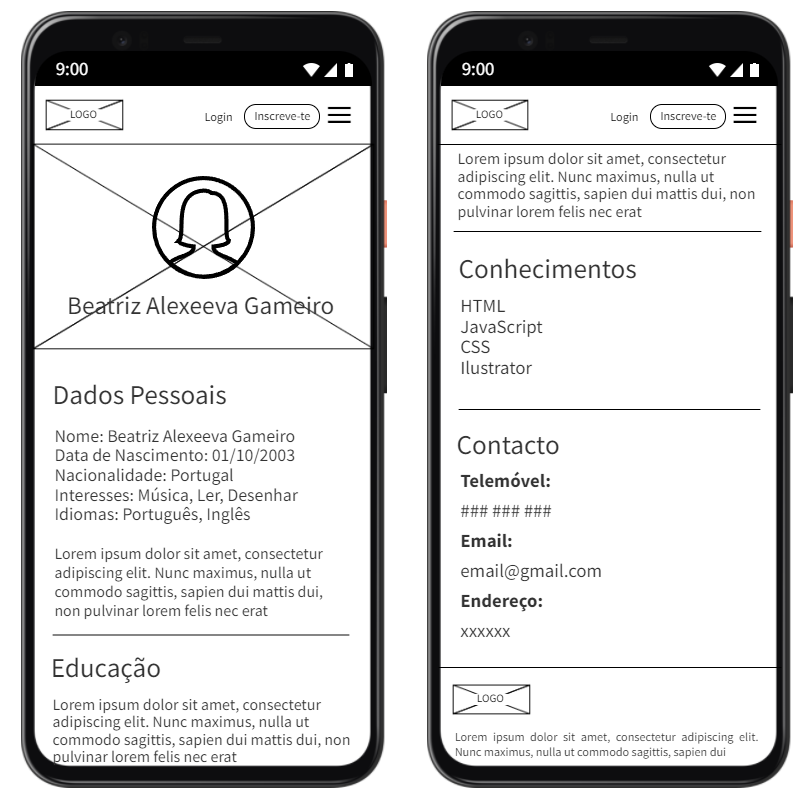 9:00
LOGO
Login
Inscreve-te
Beatriz Alexeeva Gameiro
Dados Pessoais
Nome: Beatriz Alexeeva Gameiro
Data de Nascimento: 01/10/2003
Nacionalidade: Portugal
Interesses: Música, Ler, Desenhar
Idiomas: Português, Inglês
Lorem ipsum dolor sit amet, consectetur
adipiscing elit. Nunc maximus, nulla ut
commodo sagittis, sapien dui mattis dui,
non pulvinar lorem felis nec erat
Educação
Lorem ipsum dolor sit amet, consectetur
adipiscing elit. Nunc maximus, nulla ut
commodo sagittis, sapien dui mattis dui, non
pulvinar lorem felis nec erat
9:00
LOGO
Login
Inscreve-te
Lorem ipsum dolor sit amet, consectetur
adipiscing elit. Nunc maximus, nulla ut
commodo sagittis, sapien dui mattis dui, non
pulvinar lorem felis nec erat
Conhecimentos
HTML
JavaScript
CSS
Ilustrator
Contacto
Telemóvel:
### ### ###
Email:
email@gmail.com
Endereço:
xxxxxx
LOGO
Lorem ipsum dolor sit amet, consectetur adipiscing elit.
Nunc maximus, nulla ut commodo sagittis, sapien dui